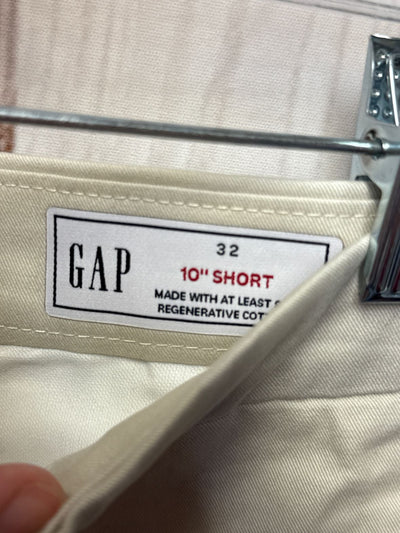 GAP
32
10" SHORT
MADE WITH AT LEAST
REGENERATIVE